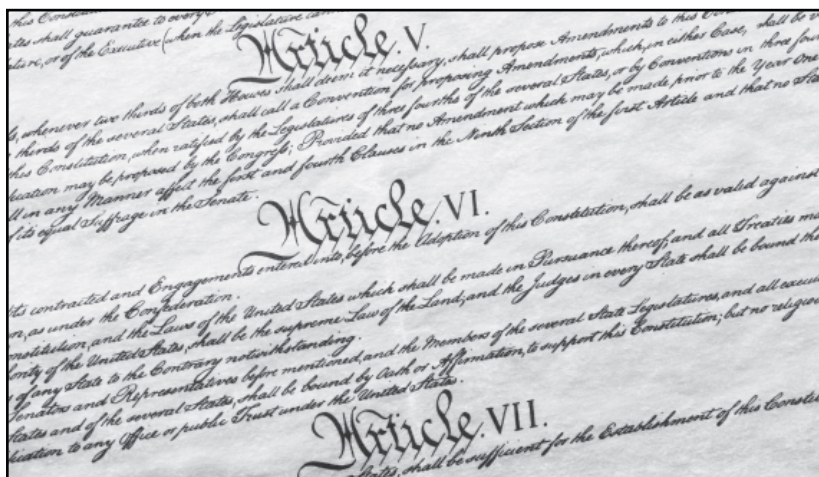 this
shall guarantee to every
or of the Executive (when the Legislature
Article. V.
whenever two thirds of both Houses shall deem it necessary, shall propose Amendments to this
thirds of the several States, shall call a Convention for proposing Amendments, which, in either Case, shall be
this Constitution, when ratified by the Legislatures of three fourths of the several States, or by Conventions in three
may be proposed by the Congress; Provided that no Amendment which may be made prior to the Year One
in any Manner affect the first and fourth Clauses in the Ninth Section of the first Article and that no
of its equal Suffrage in the Senate.
Article. VI.
contracted and Engagements entered into, before the Adoption of this Constitution, shall be as valid against
as under the Confederation.
and the Laws of the United States which shall be made in Pursuance thereof; and all Treaties
of the United States, shall be the supreme Law of the Land; and the Judges in every State shall be bound
of any State to the Contrary notwithstanding.
Senators and Representatives before mentioned, and the Members of the several State Legislatures, and all
States and of the several States, shall be bound by Oath or Affirmation, to support this Constitution; but no
to any Office or public Trust under the United States.
Article. VII.
States, shall be sufficient for the Establishment of this